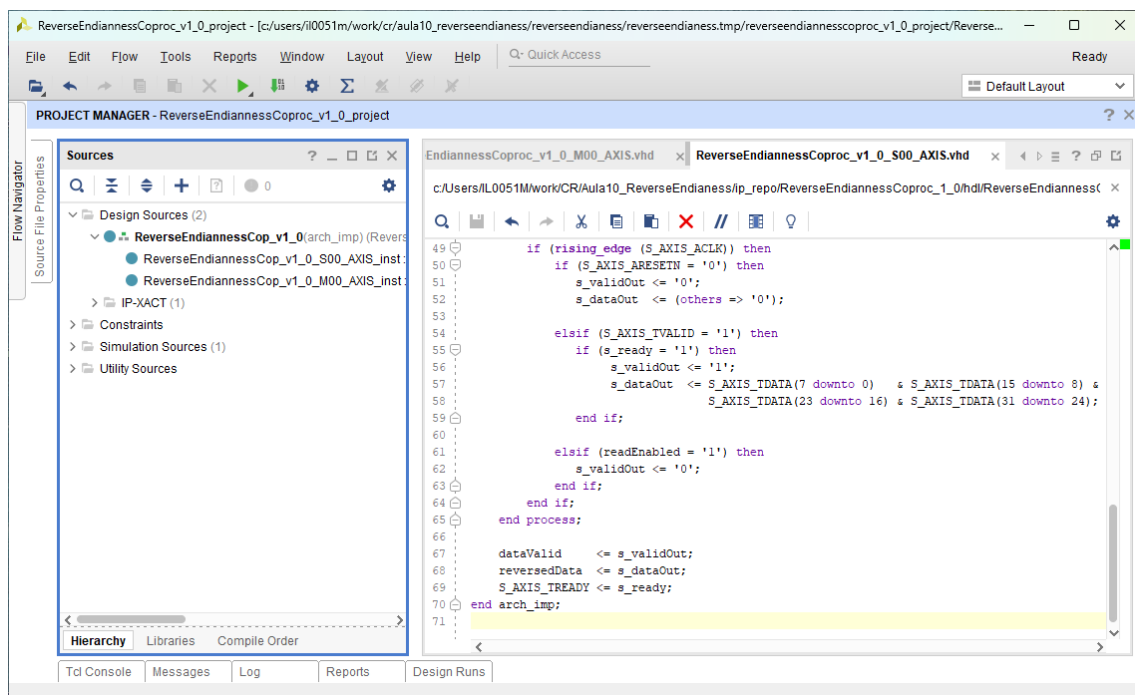 ReverseEndiannessCoproc_v1_0_project - [c:/users/il0051m/work/cr/aula10_reverseendianess/reverseendianess/reverseendianess.tmp/reverseendiannesscoproc_v1_0_project/Reverse...
File Edit Flow Tools Reports Window Layout View Help Q- Quick Access Ready
Default Layout
PROJECT MANAGER - ReverseEndiannessCoproc_v1_0_project
Flow Navigator
Source File Properties
Sources
0
Design Sources (2)
ReverseEndiannessCop_v1_0(arch_imp) (Revers
ReverseEndiannessCop_v1_0_S00_AXIS_inst :
ReverseEndiannessCop_v1_0_M00_AXIS_inst :
IP-XACT (1)
Constraints
Simulation Sources (1)
Utility Sources
Hierarchy Libraries Compile Order
EndiannessCoproc_v1_0_M00_AXIS.vhd ReverseEndiannessCoproc_v1_0_S00_AXIS.vhd
c:/Users/IL0051M/work/CR/Aula10_ReverseEndianess/ip_repo/ReverseEndiannessCoproc_1_0/hdl/ReverseEndianness(
49 if (rising_edge (S_AXIS_ACLK)) then
50 if (S_AXIS_ARESETN = '0') then
51 s_validOut <= '0';
52 s_dataOut <= (others => '0');
53
54 elsif (S_AXIS_TVALID = '1') then
55 if (s_ready = '1') then
56 s_validOut <= '1';
57 s_dataOut <= S_AXIS_TDATA(7 downto 0) & S_AXIS_TDATA(15 downto 8) &
58 S_AXIS_TDATA(23 downto 16) & S_AXIS_TDATA(31 downto 24);
59 end if;
60
61 elsif (readEnabled = '1') then
62 s_validOut <= '0';
63 end if;
64 end if;
65 end process;
66
67 dataValid <= s_validOut;
68 reversedData <= s_dataOut;
69 S_AXIS_TREADY <= s_ready;
70 end arch_imp;
71
Tcl Console Messages Log Reports Design Runs